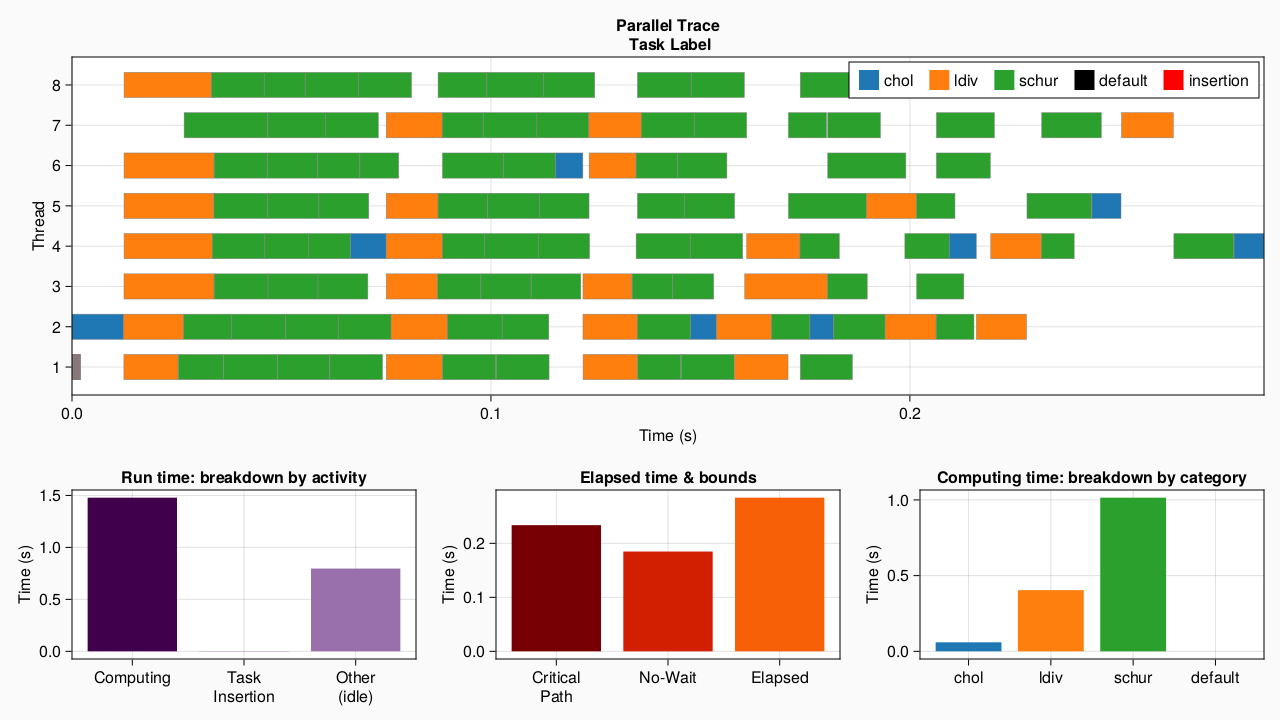 Parallel Trace
Task Label
chol ldiv schur default insertion
8
7
6
5
4
3
2
1
Thread
0.0 0.1 0.2
Time (s)
Run time: breakdown by activity
1.5
1.0
0.5
0.0
Time (s)
Computing Task Insertion Other (idle)
Elapsed time & bounds
0.2
0.1
0.0
Time (s)
Critical Path No-Wait Elapsed
Computing time: breakdown by category
1.0
0.5
0.0
Time (s)
chol ldiv schur default